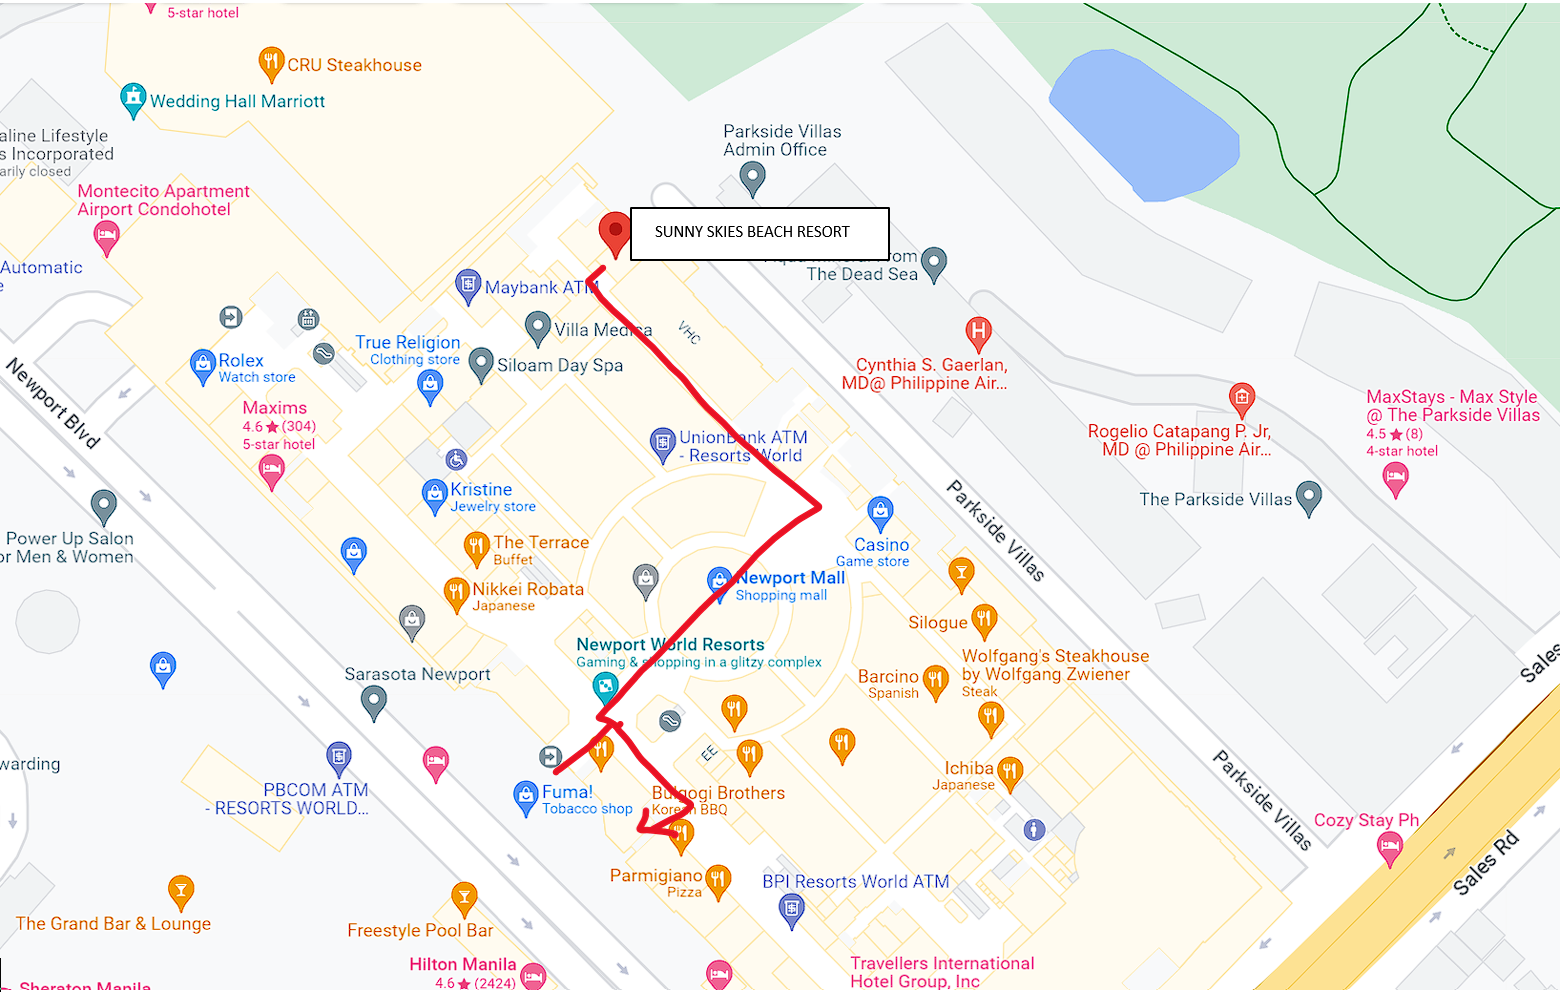 5-star hotel
CRU Steakhouse
Wedding Hall Marriott
aline Lifestyle
s Incorporated
arily closed
Parkside Villas
Admin Office
Montecito Apartment
Airport Condohotel
SUNNY SKIES BEACH RESORT
The Dead Sea
Automatic
e
Maybank ATM
Villa Medica
VHC
True Religion
Clothing store
Siloam Day Spa
Rolex
Watch store
Newport Blvd
Maxims
4.6 ★ (304)
5-star hotel
Cynthia S. Gaerlan,
MD@ Philippine Air...
Rogelio Catapang P. Jr,
MD @ Philippine Air...
MaxStays - Max Style
@ The Parkside Villas
4.5 ★ (8)
4-star hotel
UnionBank ATM
- Resorts World
Kristine
Jewelry store
The Parkside Villas
Parkside Villas
Power Up Salon
or Men & Women
The Terrace
Buffet
Casino
Game store
Nikkei Robata
Japanese
Newport Mall
Shopping mall
Silogue
Newport World Resorts
Gaming & shopping in a glitzy complex
Sarasota Newport
Barcino
Spanish
Wolfgang's Steakhouse
by Wolfgang Zwiener
Steak
Sales
EE
warding
PBCOM ATM
- RESORTS WORLD...
Fuma!
Tobacco shop
Bulgogi Brothers
Korean BBQ
Ichiba
Japanese
Parkside Villas
Cozy Stay Ph
Sales Rd
Parmigiano
Pizza
BPI Resorts World ATM
The Grand Bar & Lounge
Freestyle Pool Bar
Hilton Manila
4.6 ★ (2424)
Travellers International
Hotel Group, Inc
Sheraton Manila